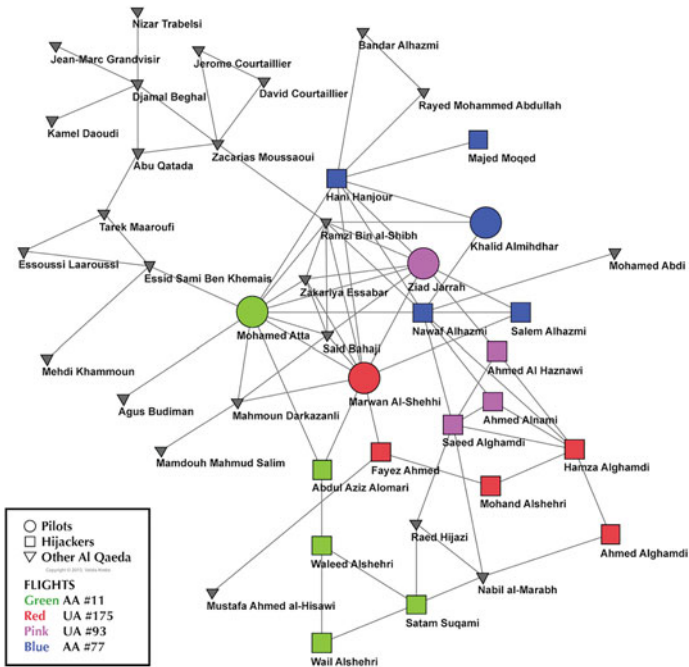 Nizar Trabelsi
Bandar Alhazmi
Jean-Marc Grandvisir
Jerome Courtaillier
David Courtaillier
Djamal Beghal
Rayed Mohammed Abdullah
Kamel Daoudi
Majed Moqed
Zacarias Moussaoui
Abu Qatada
Hani Hanjour
Tarek Maaroufi
Ramzi Bin al-Shibh
Khalid Almihdhar
Essoussi Laaroussi
Essid Sami Ben Khemais
Mohamed Abdi
Ziad Jarrah
Zakariya Essabar
Mohamed Atta
Nawaf Alhazmi
Salem Alhazmi
Said Bahaji
Mehdi Khammoun
Ahmed Al Haznawi
Marwan Al-Shehhi
Agus Budiman
Mahmoun Darkazanli
Ahmed Alnami
Saeed Alghamdi
Mamdouh Mahmud Salim
Fayez Ahmed
Hamza Alghamdi
Abdul Aziz Alomari
Mohand Alshehri
Raed Hijazi
Ahmed Alghamdi
Waleed Alshehri
Nabil al-Marabh
Mustafa Ahmed al-Hisawi
Satam Suqami
Wail Alshehri
Pilots
Hijackers
Other Al Qaeda
FLIGHTS
Green AA #11
Red UA #175
Pink UA #93
Blue AA #77